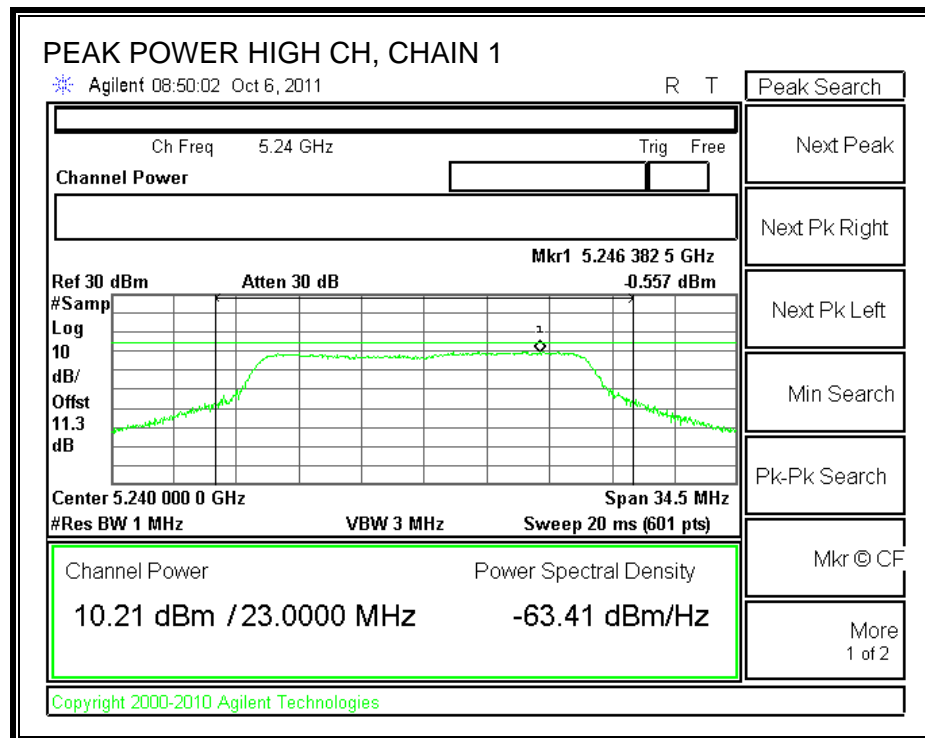 PEAK POWER HIGH CH, CHAIN 1
Agilent 08:50:02 Oct 6, 2011 R T
Peak Search
Ch Freq 5.24 GHz Trig Free
Channel Power
Next Peak
Next Pk Right
Mkr1 5.246 382 5 GHz
Ref 30 dBm Atten 30 dB -0.557 dBm
#Samp
Log
10
dB/
Offst
11.3
dB
1
Next Pk Left
Min Search
Pk-Pk Search
Center 5.240 000 0 GHz Span 34.5 MHz
#Res BW 1 MHz VBW 3 MHz Sweep 20 ms (601 pts)
Channel Power Power Spectral Density
10.21 dBm / 23.0000 MHz -63.41 dBm/Hz
Mkr © CF
More
1 of 2
Copyright 2000-2010 Agilent Technologies